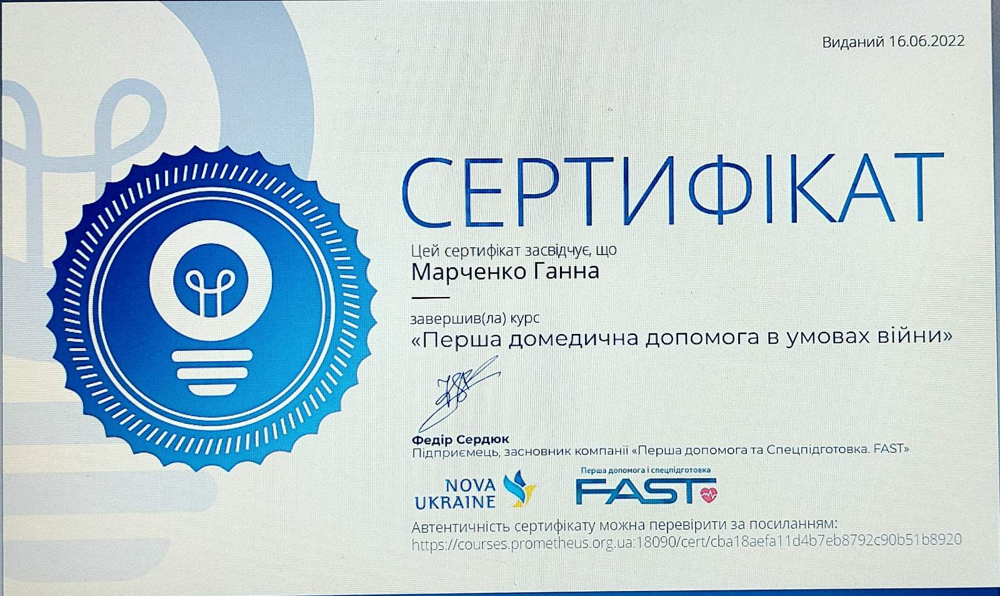 Виданий 16.06.2022
СЕРТИФІКАТ
Цей сертифікат засвідчує, що
Марченко Ганна
завершив(ла) курс
«Перша домедична допомога в умовах війни»
Федір Сердюк
Підприємець, засновник компанії «Перша допомога та Спецпідготовка. FAST»
NOVA
UKRAINE
Перша допомога і спецпідготовка
FAST
Автентичність сертифікату можна перевірити за посиланням:
https://courses.prometheus.org.ua:18090/cert/cba18aefa11d4b7eb8792c90b51b8920